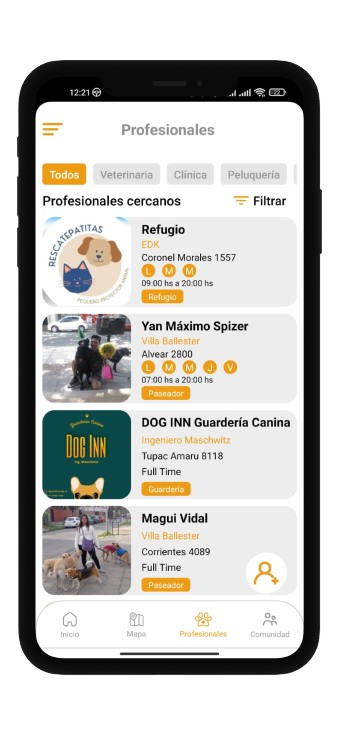 12:21
22
Profesionales
Todos
Veterinaria
Clínica
Peluquería
Profesionales cercanos
Filtrar
RESCATEPATITAS
PEQUEÑO PROTECTOR ANIMAL
Refugio
EDK
Coronel Morales 1557
L M M
09:00 hs a 20:00 hs
Refugio
Yan Máximo Spizer
Villa Ballester
Alvear 2800
L M M J V
07:00 hs a 20:00 hs
Paseador
Guardería Canina
DOG INN
Ing. Maschwitz
DOG INN Guardería Canina
Ingeniero Maschwitz
Tupac Amaru 8118
Full Time
Guarderia
Magui Vidal
Villa Ballester
Corrientes 4089
Full Time
Paseador
Inicio
Mapa
Profesionales
Comunidad